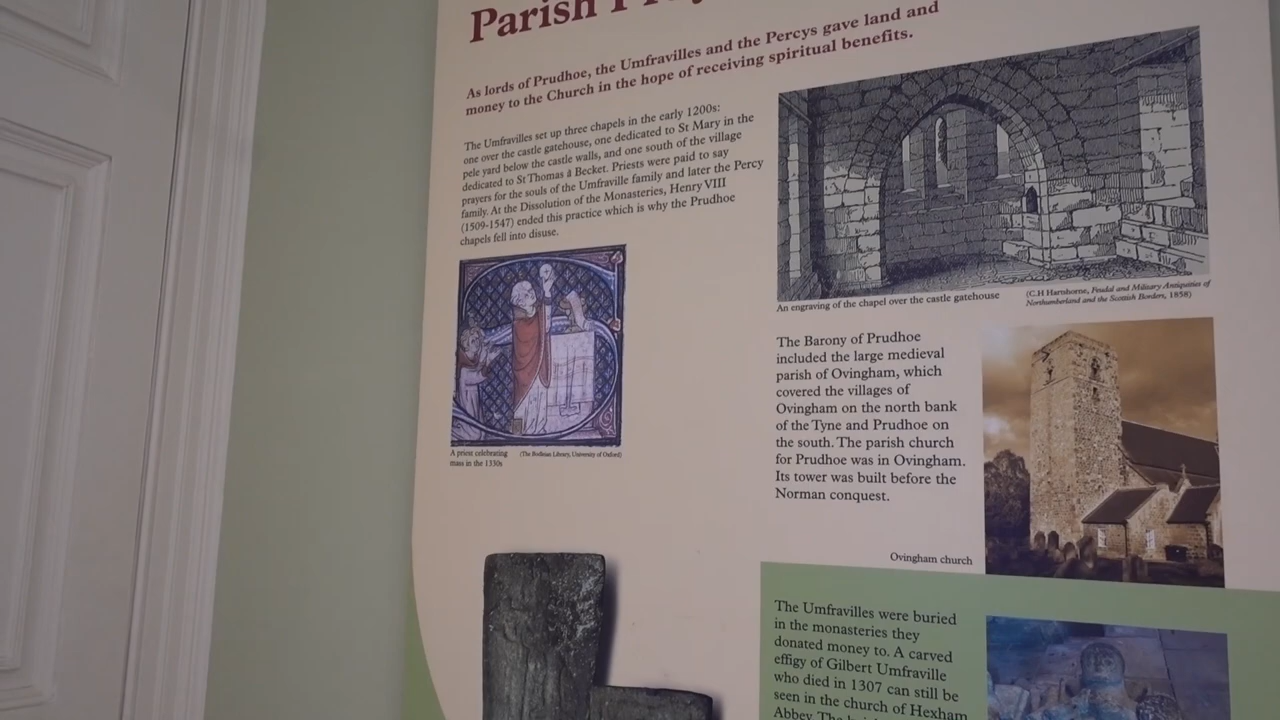 Parish
As lords of Prudhoe, the Umfravilles and the Percys gave land and
money to the Church in the hope of receiving spiritual benefits.
The Umfravilles set up three chapels in the early 1200s:
one over the castle gatehouse, one dedicated to St Mary in the
pele yard below the castle walls, and one south of the village
dedicated to St Thomas à Becket. Priests were paid to say
prayers for the souls of the Umfraville family and later the Percy
family. At the Dissolution of the Monasteries, Henry VIII
(1509-1547) ended this practice which is why the Prudhoe
chapels fell into disuse.
A priest celebrating
mass in the 1330s
(The Bodleian Library, University of Oxford)
An engraving of the chapel over the castle gatehouse
(C.H Hartshorne, Feudal and Military Antiquities of
Northumberland and the Scottish Borders, 1858)
The Barony of Prudhoe
included the large medieval
parish of Ovingham, which
covered the villages of
Ovingham on the north bank
of the Tyne and Prudhoe on
the south. The parish church
for Prudhoe was in Ovingham.
Its tower was built before the
Norman conquest.
Ovingham church
The Umfravilles were buried
in the monasteries they
donated money to. A carved
effigy of Gilbert Umfraville
who died in 1307 can still be
seen in the church of Hexham
Abbey. The